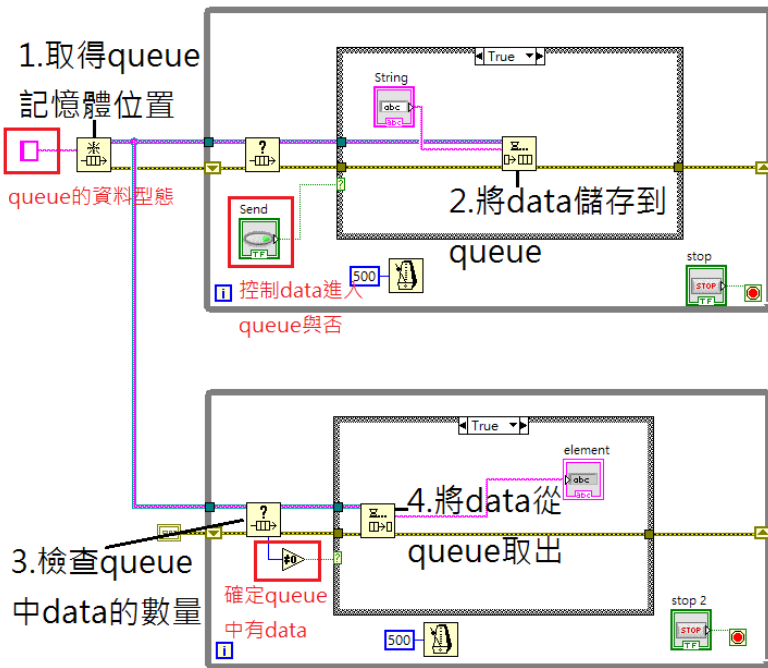 1.取得queue
記憶體位置
queue的資料型態
True
String
abc
abc
2.將data儲存到
queue
Send
TF
控制data進入
queue與否
500
i
stop
STOP
TF
True
element
abc
abc
4.將data從
queue取出
3.檢查queue
中data的數量
≠0
確定queue
中有data
500
i
stop 2
STOP
TF